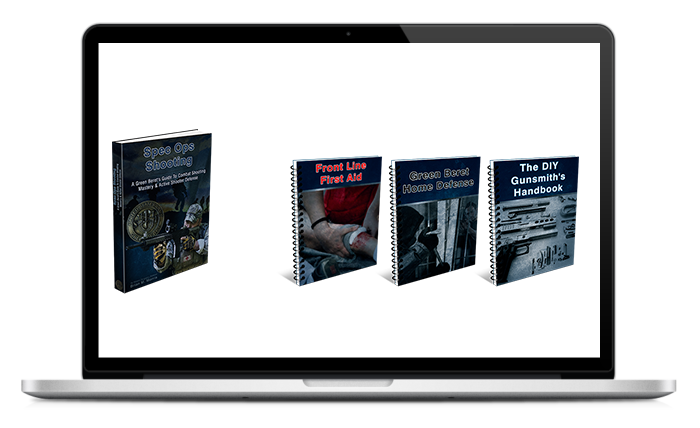 Spec Ops
Shooting
A Green Beret's Guide To Combat Shooting
Mastery & Active Shooter Defense
Front Line
First Aid
Green Beret
Home Defense
The DIY
Gunsmith's
Handbook